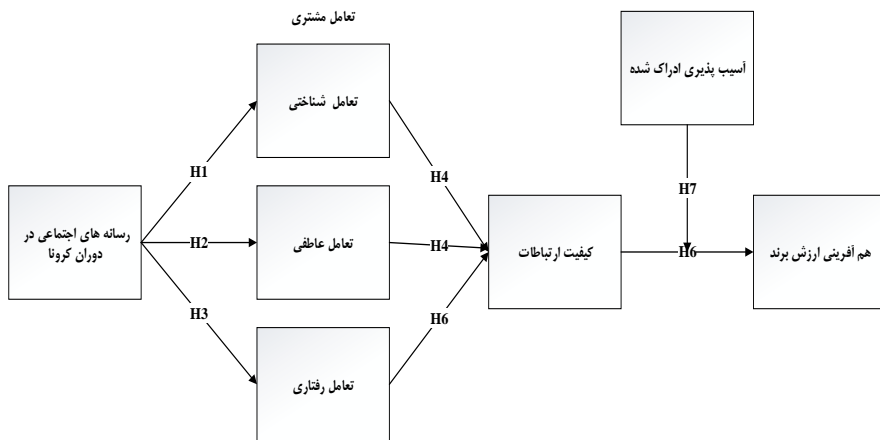 تعامل مشتری
آسیب پذیری ادراک شده
تعامل شناختی
H1
H4
H7
رسانه های اجتماعی در
دوران کرونا
H2
تعامل عاطفی
H4
کیفیت ارتباطات
H6
هم آفرینی ارزش برند
H3
H6
تعامل رفتاری